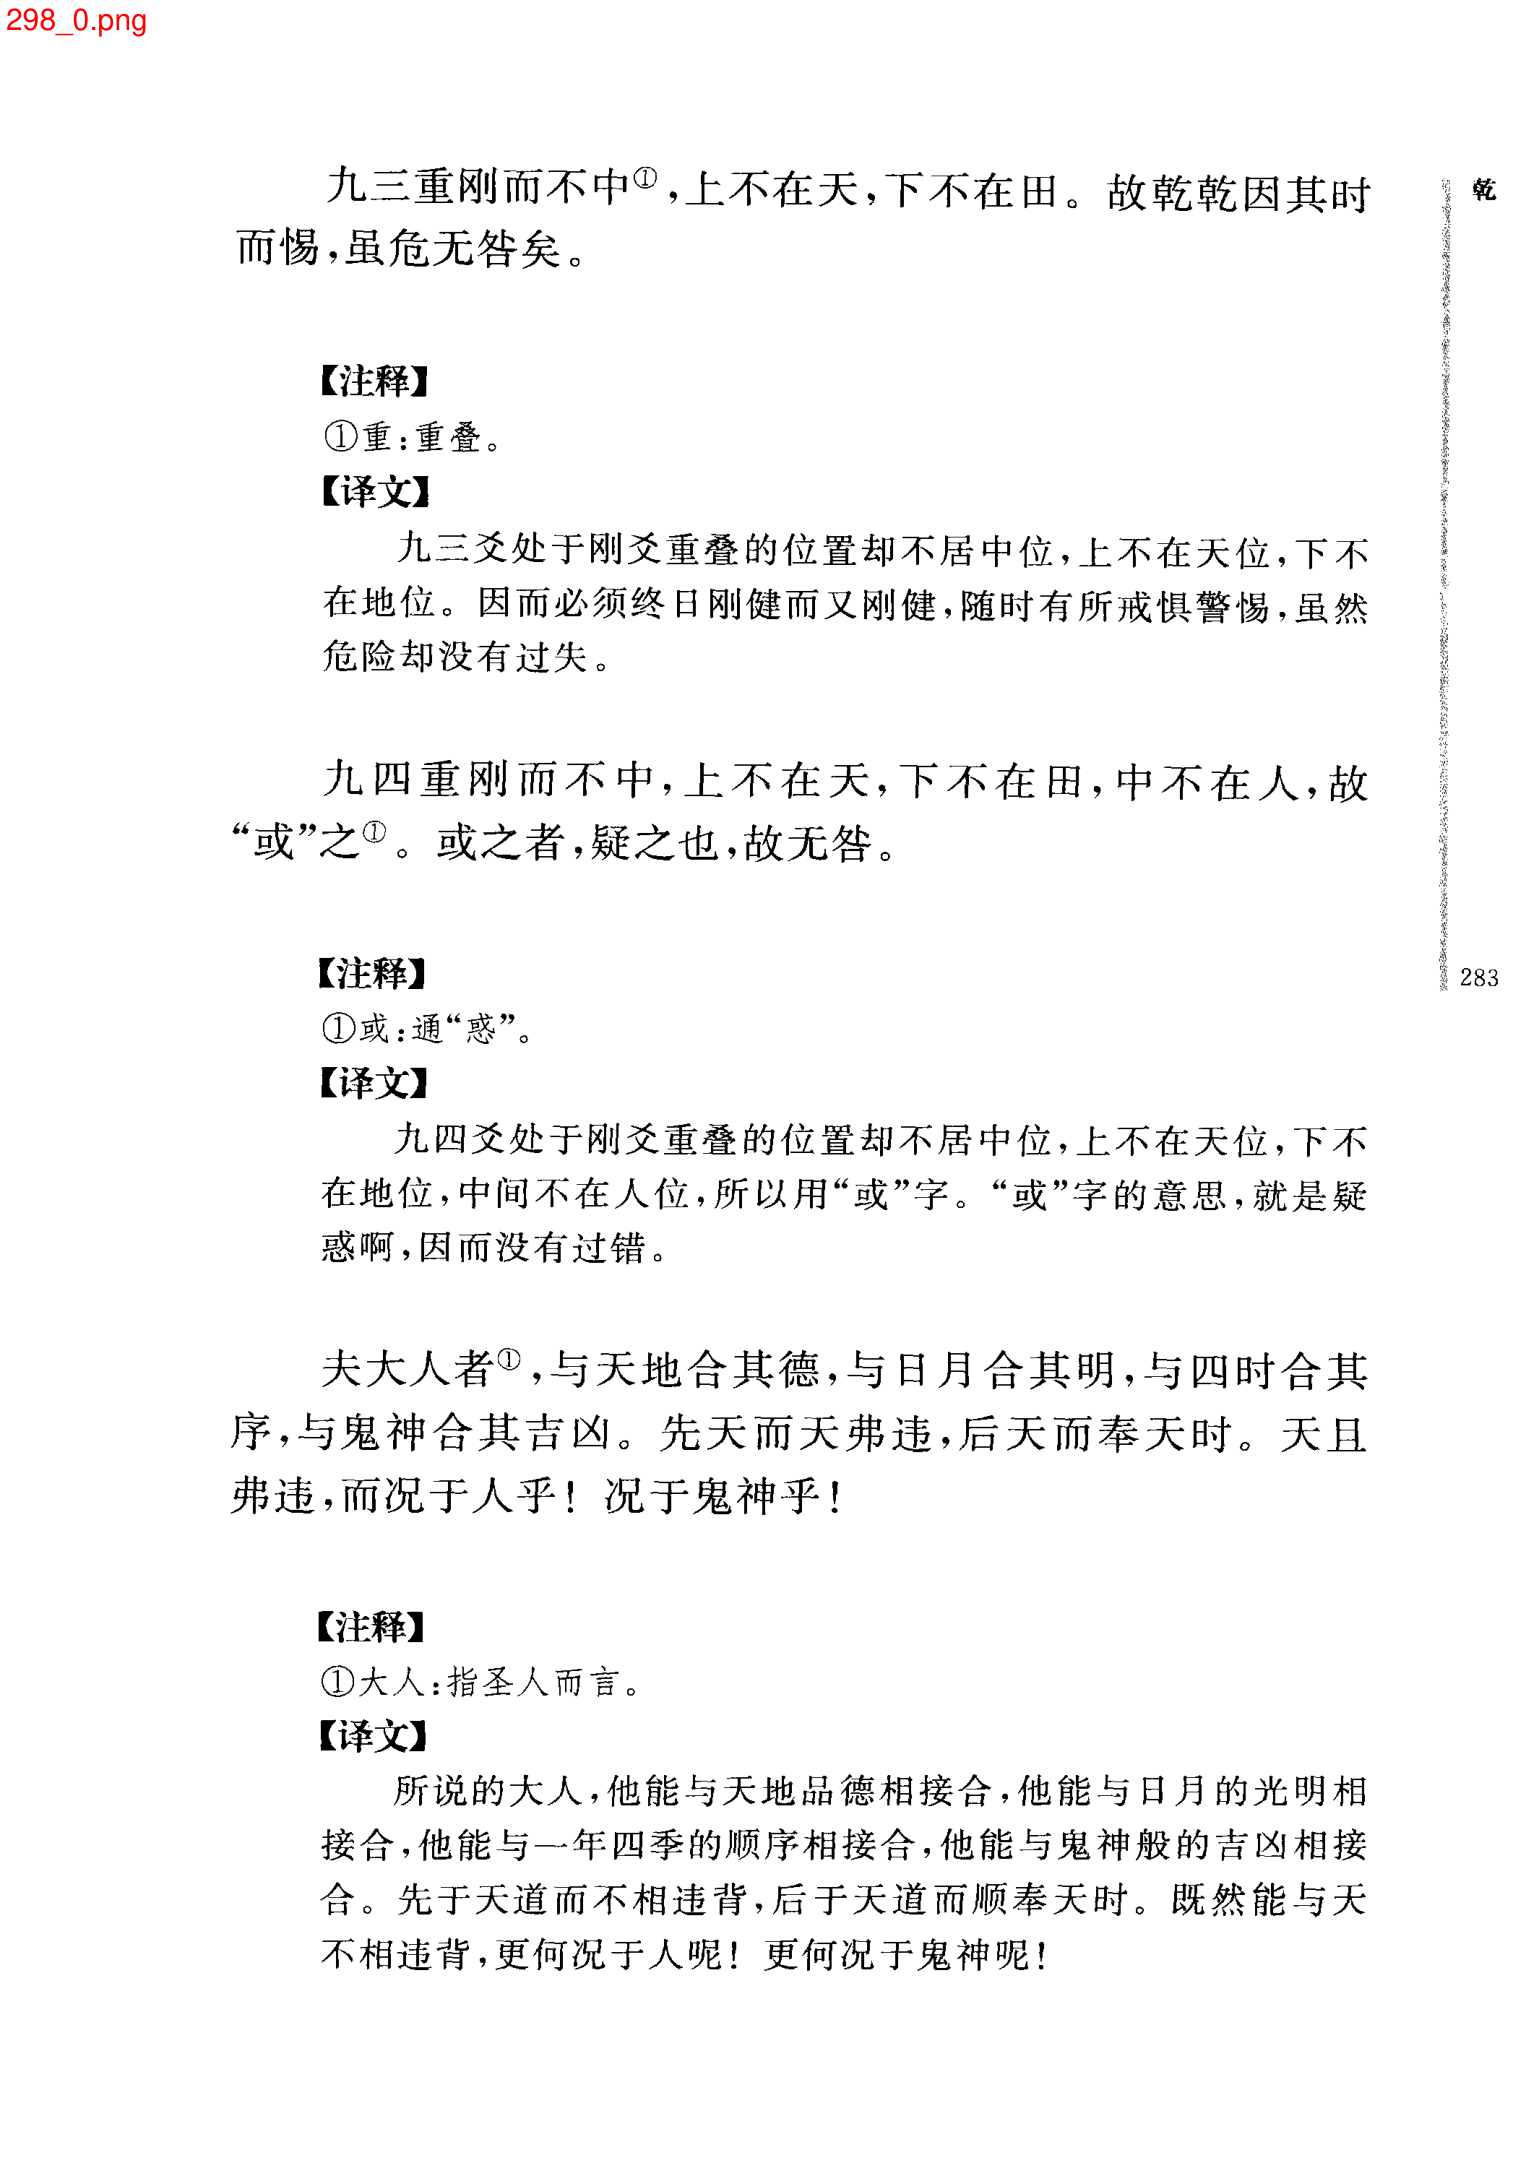 298_0.png
九三重刚而不中①,上不在天,下不在田。故乾乾因其时
而惕,虽危无咎矣。
【注释】
①重:重叠。
【译文】
九三爻处于刚爻重叠的位置却不居中位,上不在天位,下不
在地位。因而必须终日刚健而又刚健,随时有所戒惧警惕,虽然
危险却没有过失。
九四重刚而不中,上不在天,下不在田,中不在人,故
“或”之①。或之者,疑之也,故无咎。
【注释】
①或:通“惑”。
【译文】
九四爻处于刚爻重叠的位置却不居中位,上不在天位,下不
在地位,中间不在人位,所以用“或”字。“或”字的意思,就是疑
惑啊,因而没有过错。
夫大人者①,与天地合其德,与日月合其明,与四时合其
序,与鬼神合其吉凶。先天而天弗违,后天而奉天时。天且
弗违,而况于人乎!况于鬼神乎!
【注释】
①大人:指圣人而言。
【译文】
所说的大人,他能与天地品德相接合,他能与日月的光明相
接合,他能与一年四季的顺序相接合,他能与鬼神般的吉凶相接
合。先于天道而不相违背,后于天道而顺奉天时。既然能与天
不相违背,更何况于人呢!更何况于鬼神呢!
乾
283